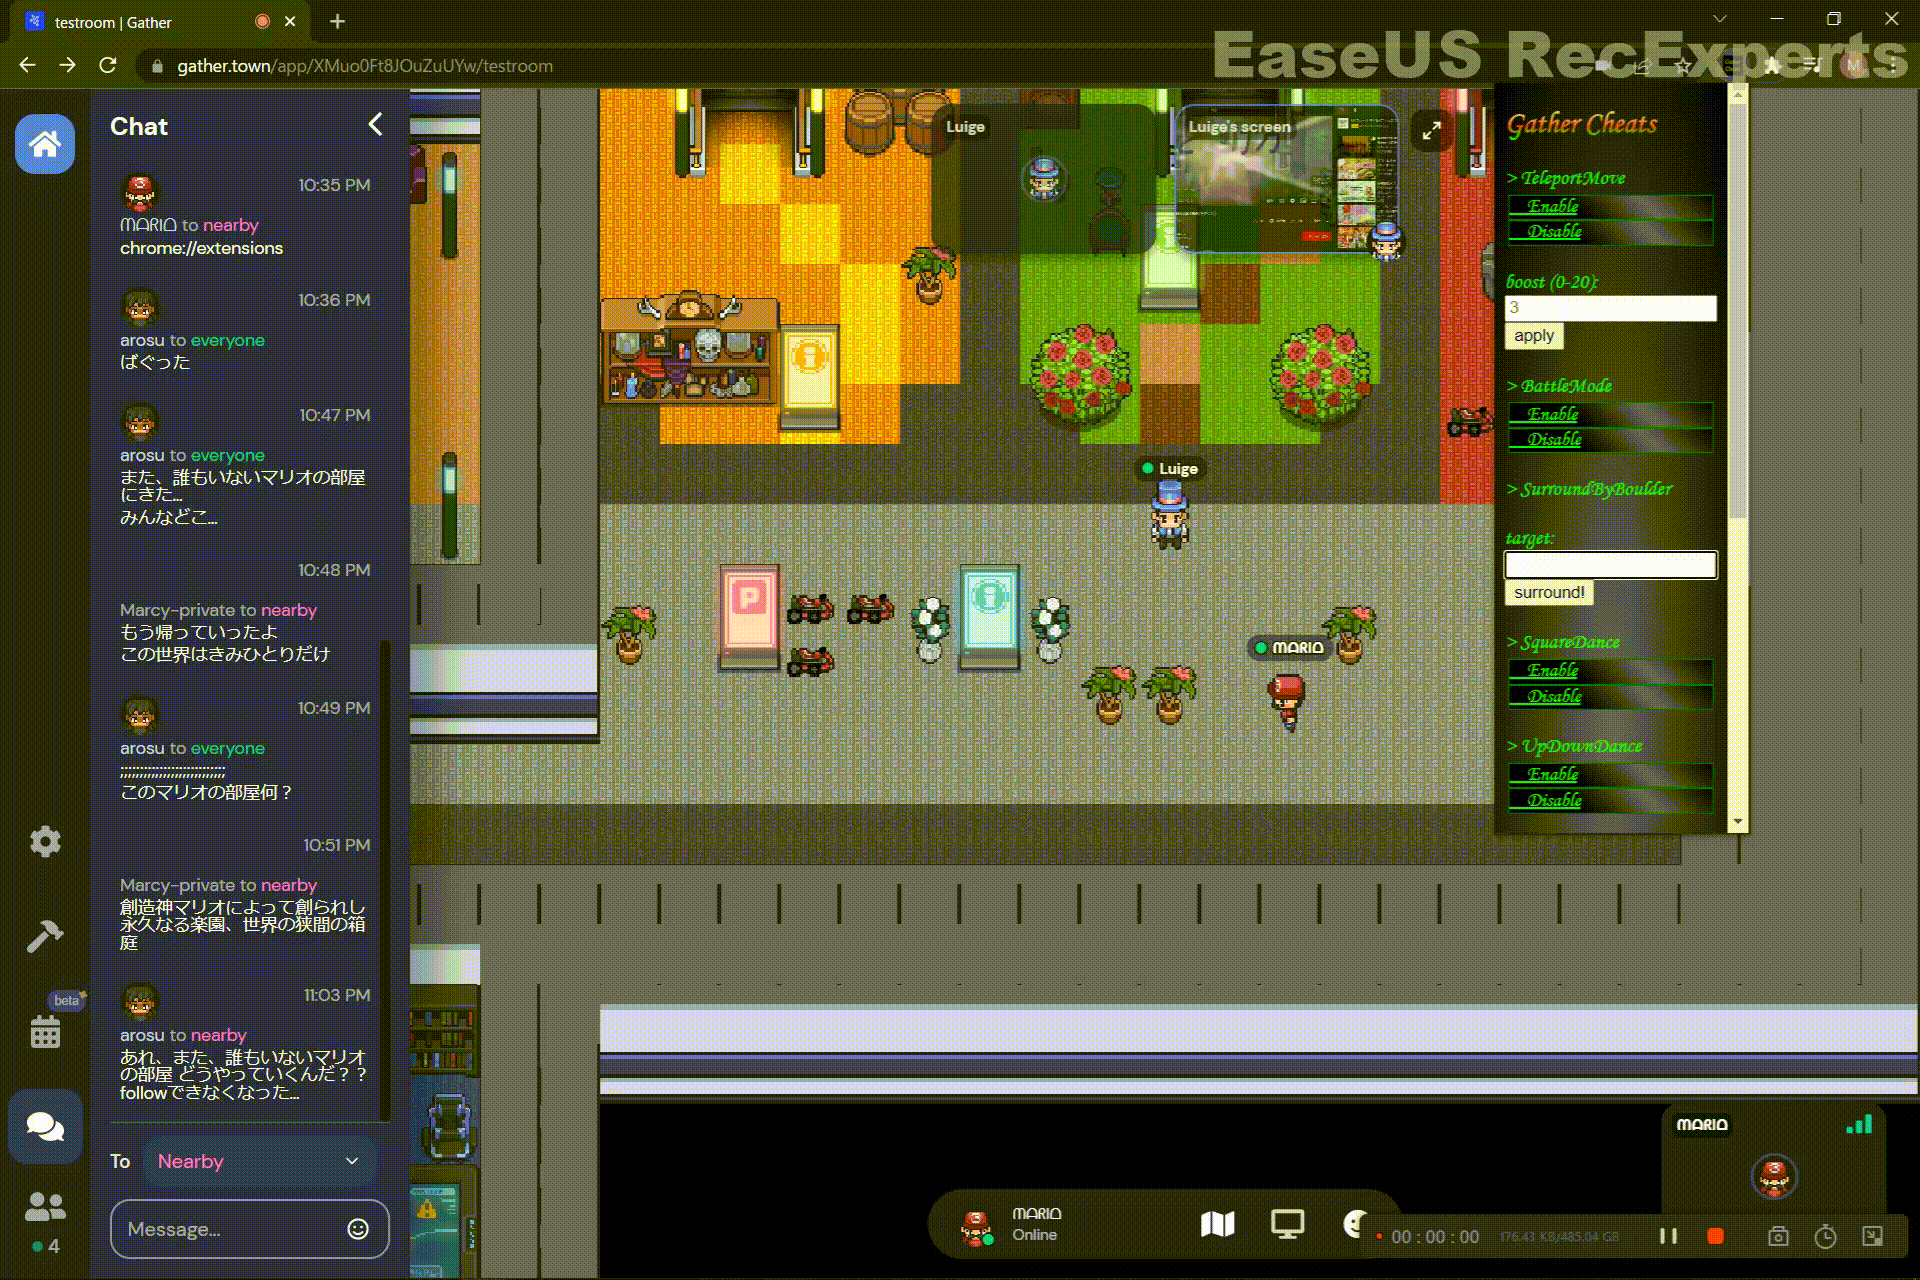 testroom | Gather
EaseUS RecExperts
gather.town/app/XMuo0Ft8JOuZuUYw/testroom
M
Chat
10:35 PM
MARIO to nearby
chrome://extensions
10:36 PM
arosu to everyone
ばぐった
10:47 PM
arosu to everyone
また、誰もいないマリオの部屋
にきた...
みんなどこ...
10:48 PM
Marcy-private to nearby
もう帰っていったよ
この世界はきみひとりだけ
10:49 PM
arosu to everyone
このマリオの部屋何？
10:51 PM
Marcy-private to nearby
創造神マリオによって創られし
永久なる楽園、世界の狭間の箱
庭
11:03 PM
arosu to nearby
あれ、また、誰もいないマリオ
の部屋 どうやっていくんだ？？
followできなくなった...
beta
To Nearby
Message...
4
Luige
Luige's screen
Luige
P
MARIO
Gather Cheats
> TeleportMove
Enable
Disable
boost (0-20):
3
apply
> BattleMode
Enable
Disable
> SurroundByBoulder
target:
surround!
> SquareDance
Enable
Disable
> UpDownDance
Enable
Disable
MARIO
MARIO
Online
00 : 00 : 00
176.43 KB/485.04 GB